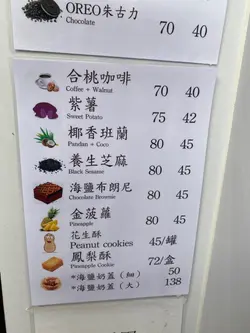 OREO朱古力
Chocolate 70 40
合桃咖啡
Coffee + Walnut 70 40
紫薯
Sweet Potato 75 42
椰香班蘭
Pandan + Coco 80 45
養生芝麻
Black Sesame 80 45
海鹽布朗尼
Chocolate Brownie 80 45
金菠蘿
Pineapple 80 45
花生酥
Peanut cookies 45/罐
鳳梨酥
Pineapple Cookie 72/盒
海鹽奶蓋（細） 50
海鹽奶蓋（大） 138